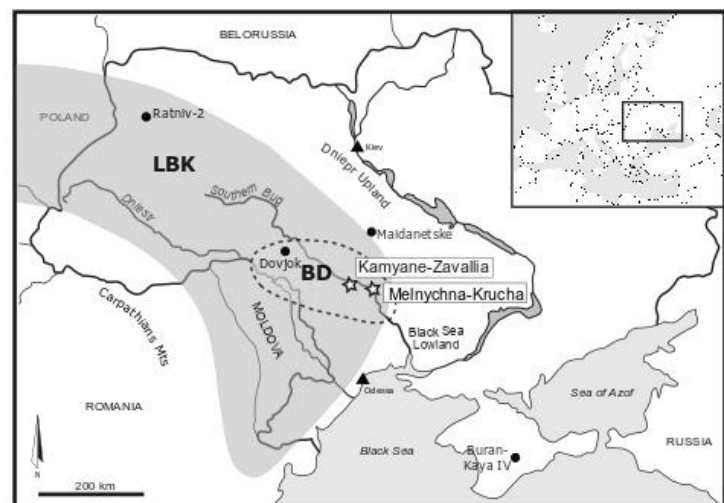 BELORUSSIA
POLAND
Ratniv-2
LBK
Kiev
Dniepr Upland
Southern Bug
Dniestr
Maidanetske
Dovjok
BD
Kamyane-Zavallia
Melnychna-Krucha
Carpathians Mts
MOLDOVA
Black Sea
Lowland
Odessa
Sea of Azof
ROMANIA
Black Sea
Buran-
Kaya IV
RUSSIA
N
200 km